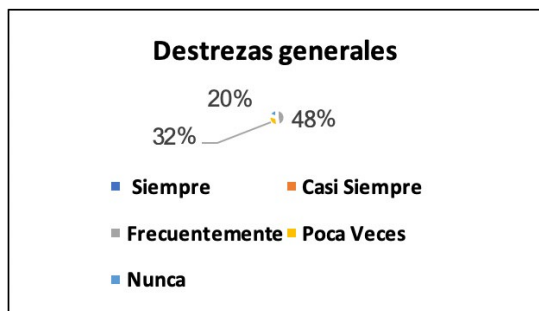 Destrezas generales
20%
48%
32%
Siempre
Casi Siempre
Frecuentemente
Poca Veces
Nunca